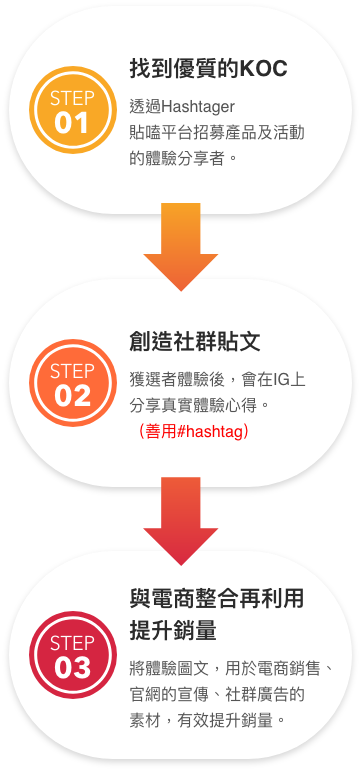 STEP
01
找到優質的KOC
透過Hashtager
貼嗑平台招募產品及活動
的體驗分享者。
STEP
02
創造社群貼文
獲選者體驗後，會在IG上
分享真實體驗心得。
（善用#hashtag）
STEP
03
與電商整合再利用
提升銷量
將體驗圖文，用於電商銷售、
官網的宣傳、社群廣告的
素材，有效提升銷量。